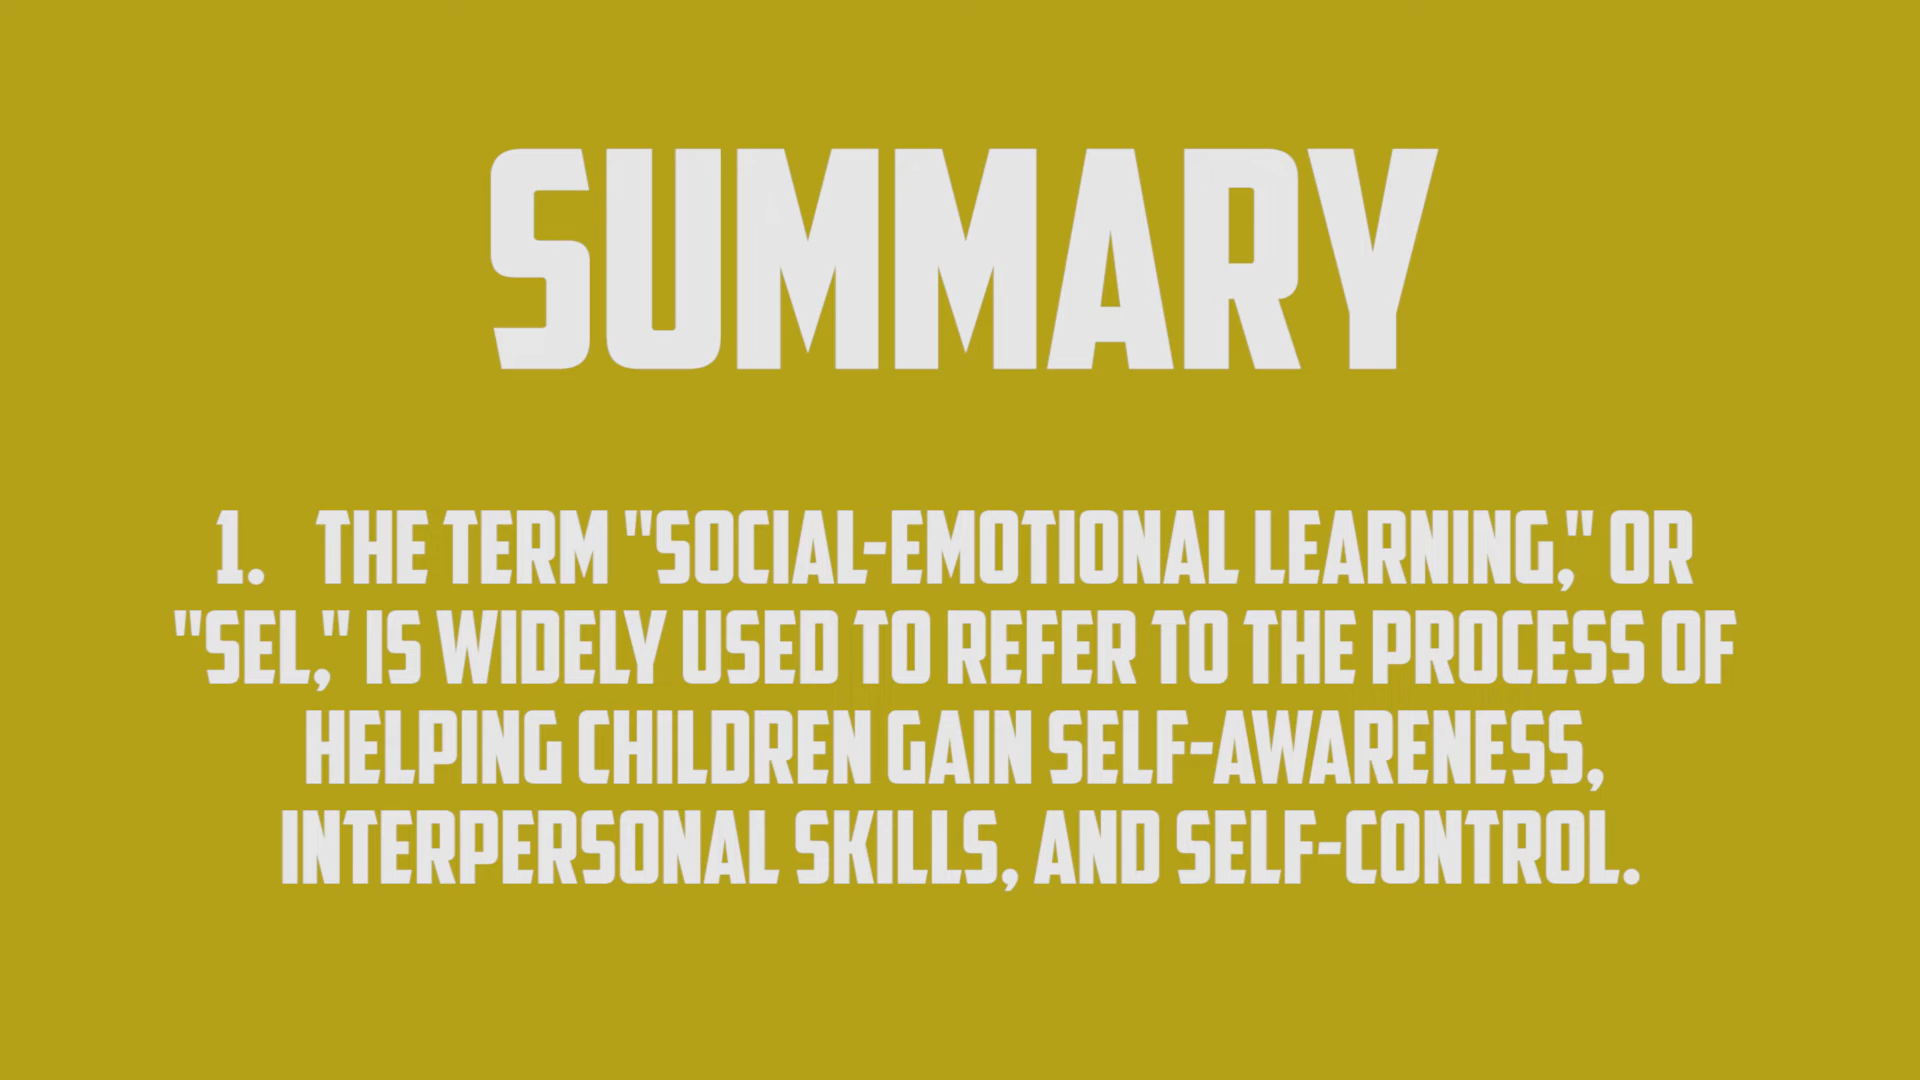 SUMMARY
1. THE TERM "SOCIAL-EMOTIONAL LEARNING," OR
"SEL," IS WIDELY USED TO REFER TO THE PROCESS OF
HELPING CHILDREN GAIN SELF-AWARENESS,
INTERPERSONAL SKILLS, AND SELF-CONTROL.